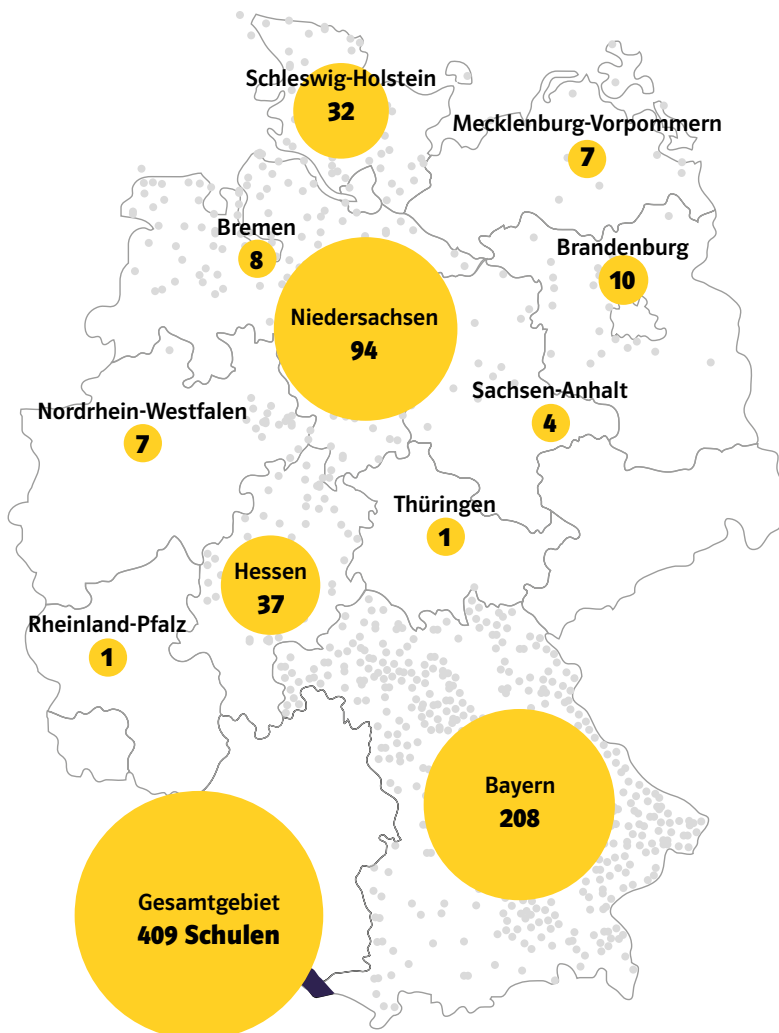 Schleswig-Holstein
32
Mecklenburg-Vorpommern
7
Bremen
8
Brandenburg
10
Niedersachsen
94
Sachsen-Anhalt
4
Nordrhein-Westfalen
7
Thüringen
1
Hessen
37
Rheinland-Pfalz
1
Bayern
208
Gesamtgebiet
409 Schulen